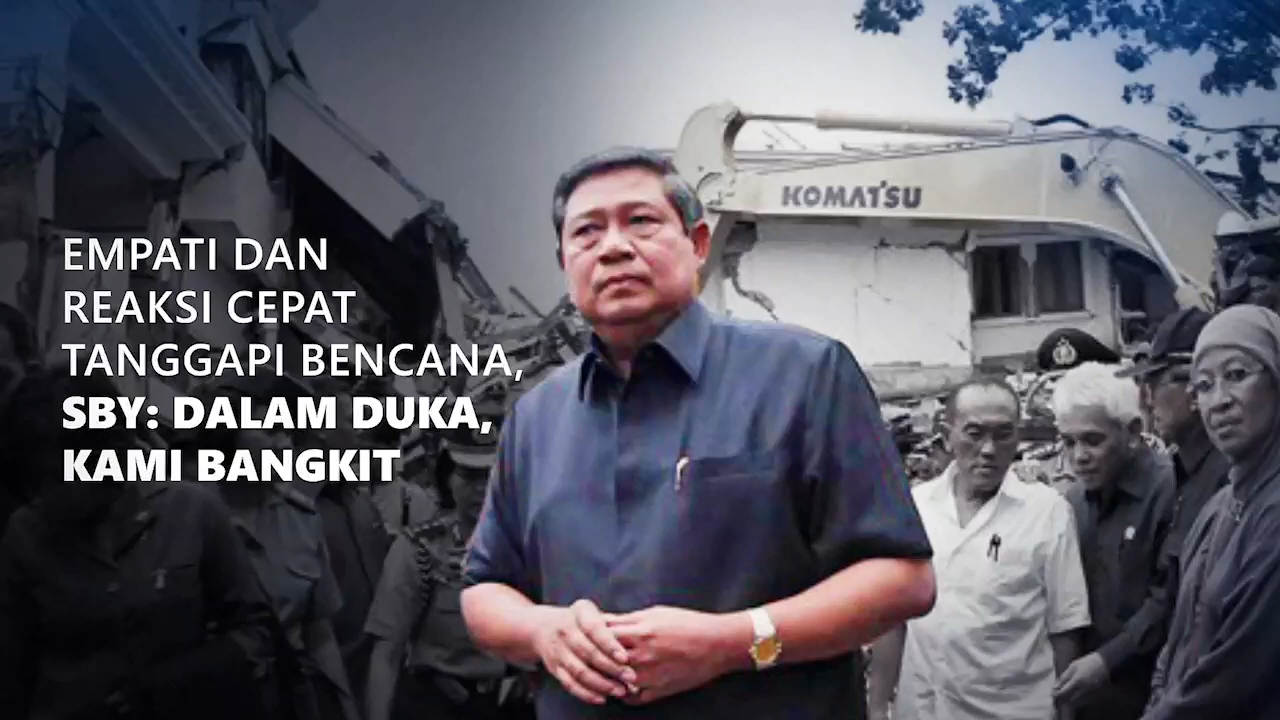 EMPATI DAN
REAKSI CEPAT
TANGGAPI BENCANA,
SBY: DALAM DUKA,
KAMI BANGKIT
KOMATSU